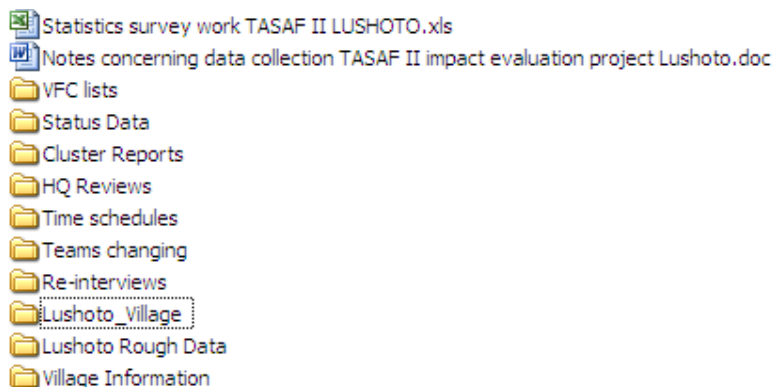 Statistics survey work TASAF II LUSHOTO.xls
Notes concerning data collection TASAF II impact evaluation project Lushoto.doc
VFC lists
Status Data
Cluster Reports
HQ Reviews
Time schedules
Teams changing
Re-interviews
Lushoto_Village
Lushoto Rough Data
Village Information